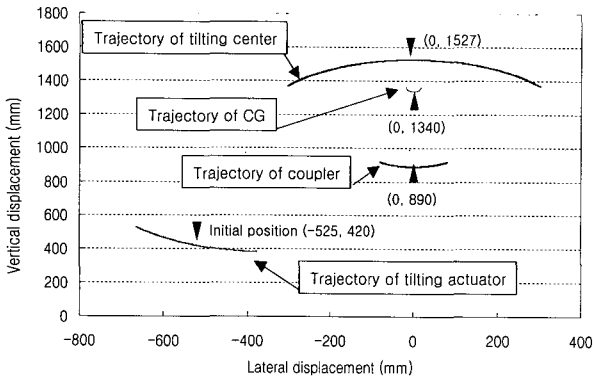 1800
1600
1400
1200
1000
800
600
400
200
0
Vertical displacement (mm)
Trajectory of tilting center
(0, 1527)
Trajectory of CG
(0, 1340)
Trajectory of coupler
(0, 890)
Initial position (-525, 420)
Trajectory of tilting actuator
-800
-600
-400
-200
0
200
400
Lateral displacement (mm)